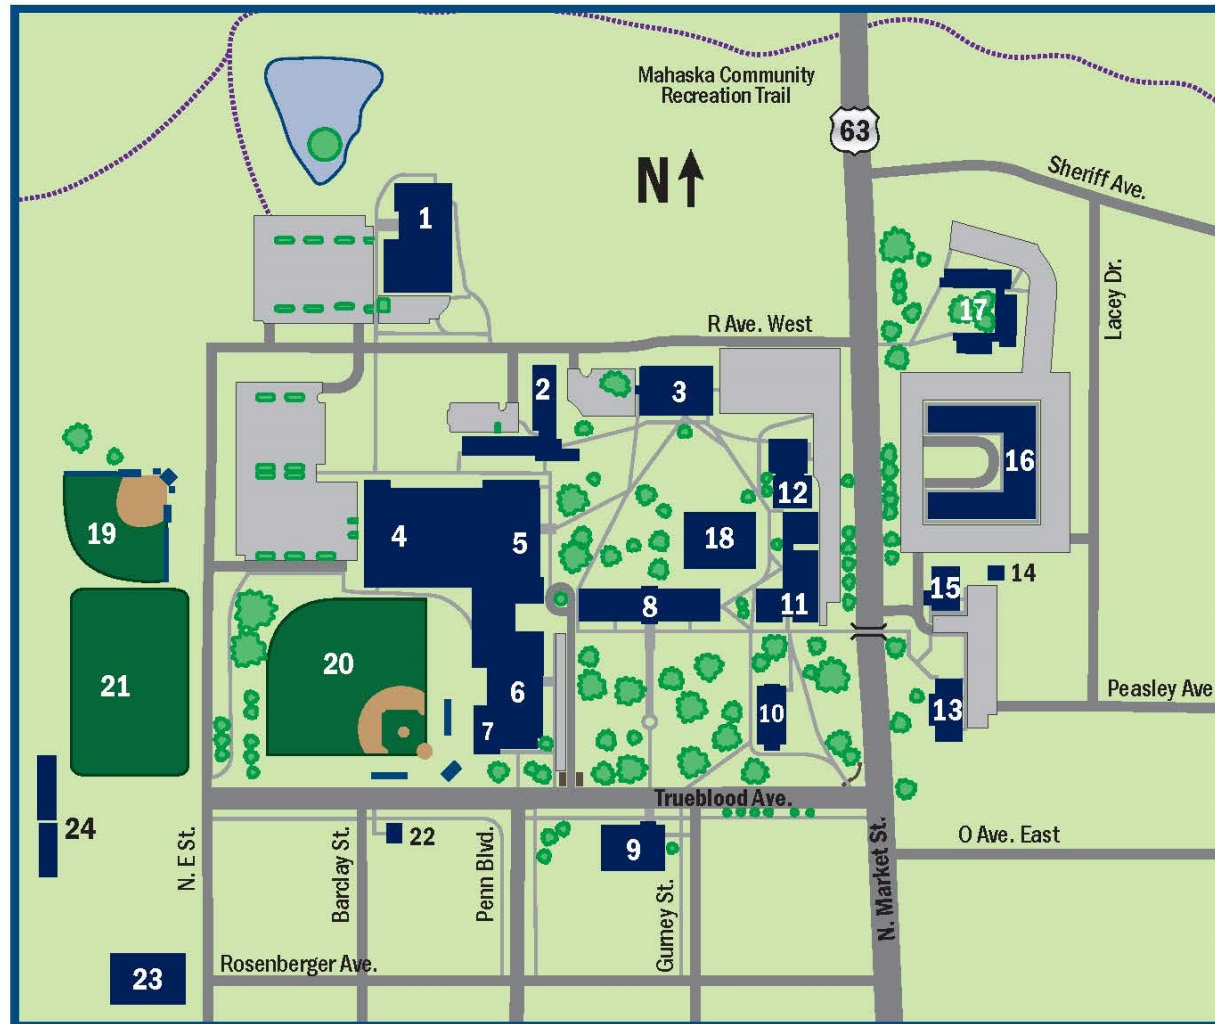 Mahaska Community
Recreation Trail
63
N
Sheriff Ave.
1
17
Lacey Dr.
R Ave. West
2
3
16
12
19
4
5
18
14
15
8
11
20
21
6
7
10
13
Peasley Ave
Trueblood Ave.
24
N. E St.
Barclay St.
22
Penn Blvd.
9
Gurney St.
N. Market St.
O Ave. East
Rosenberger Ave.
23